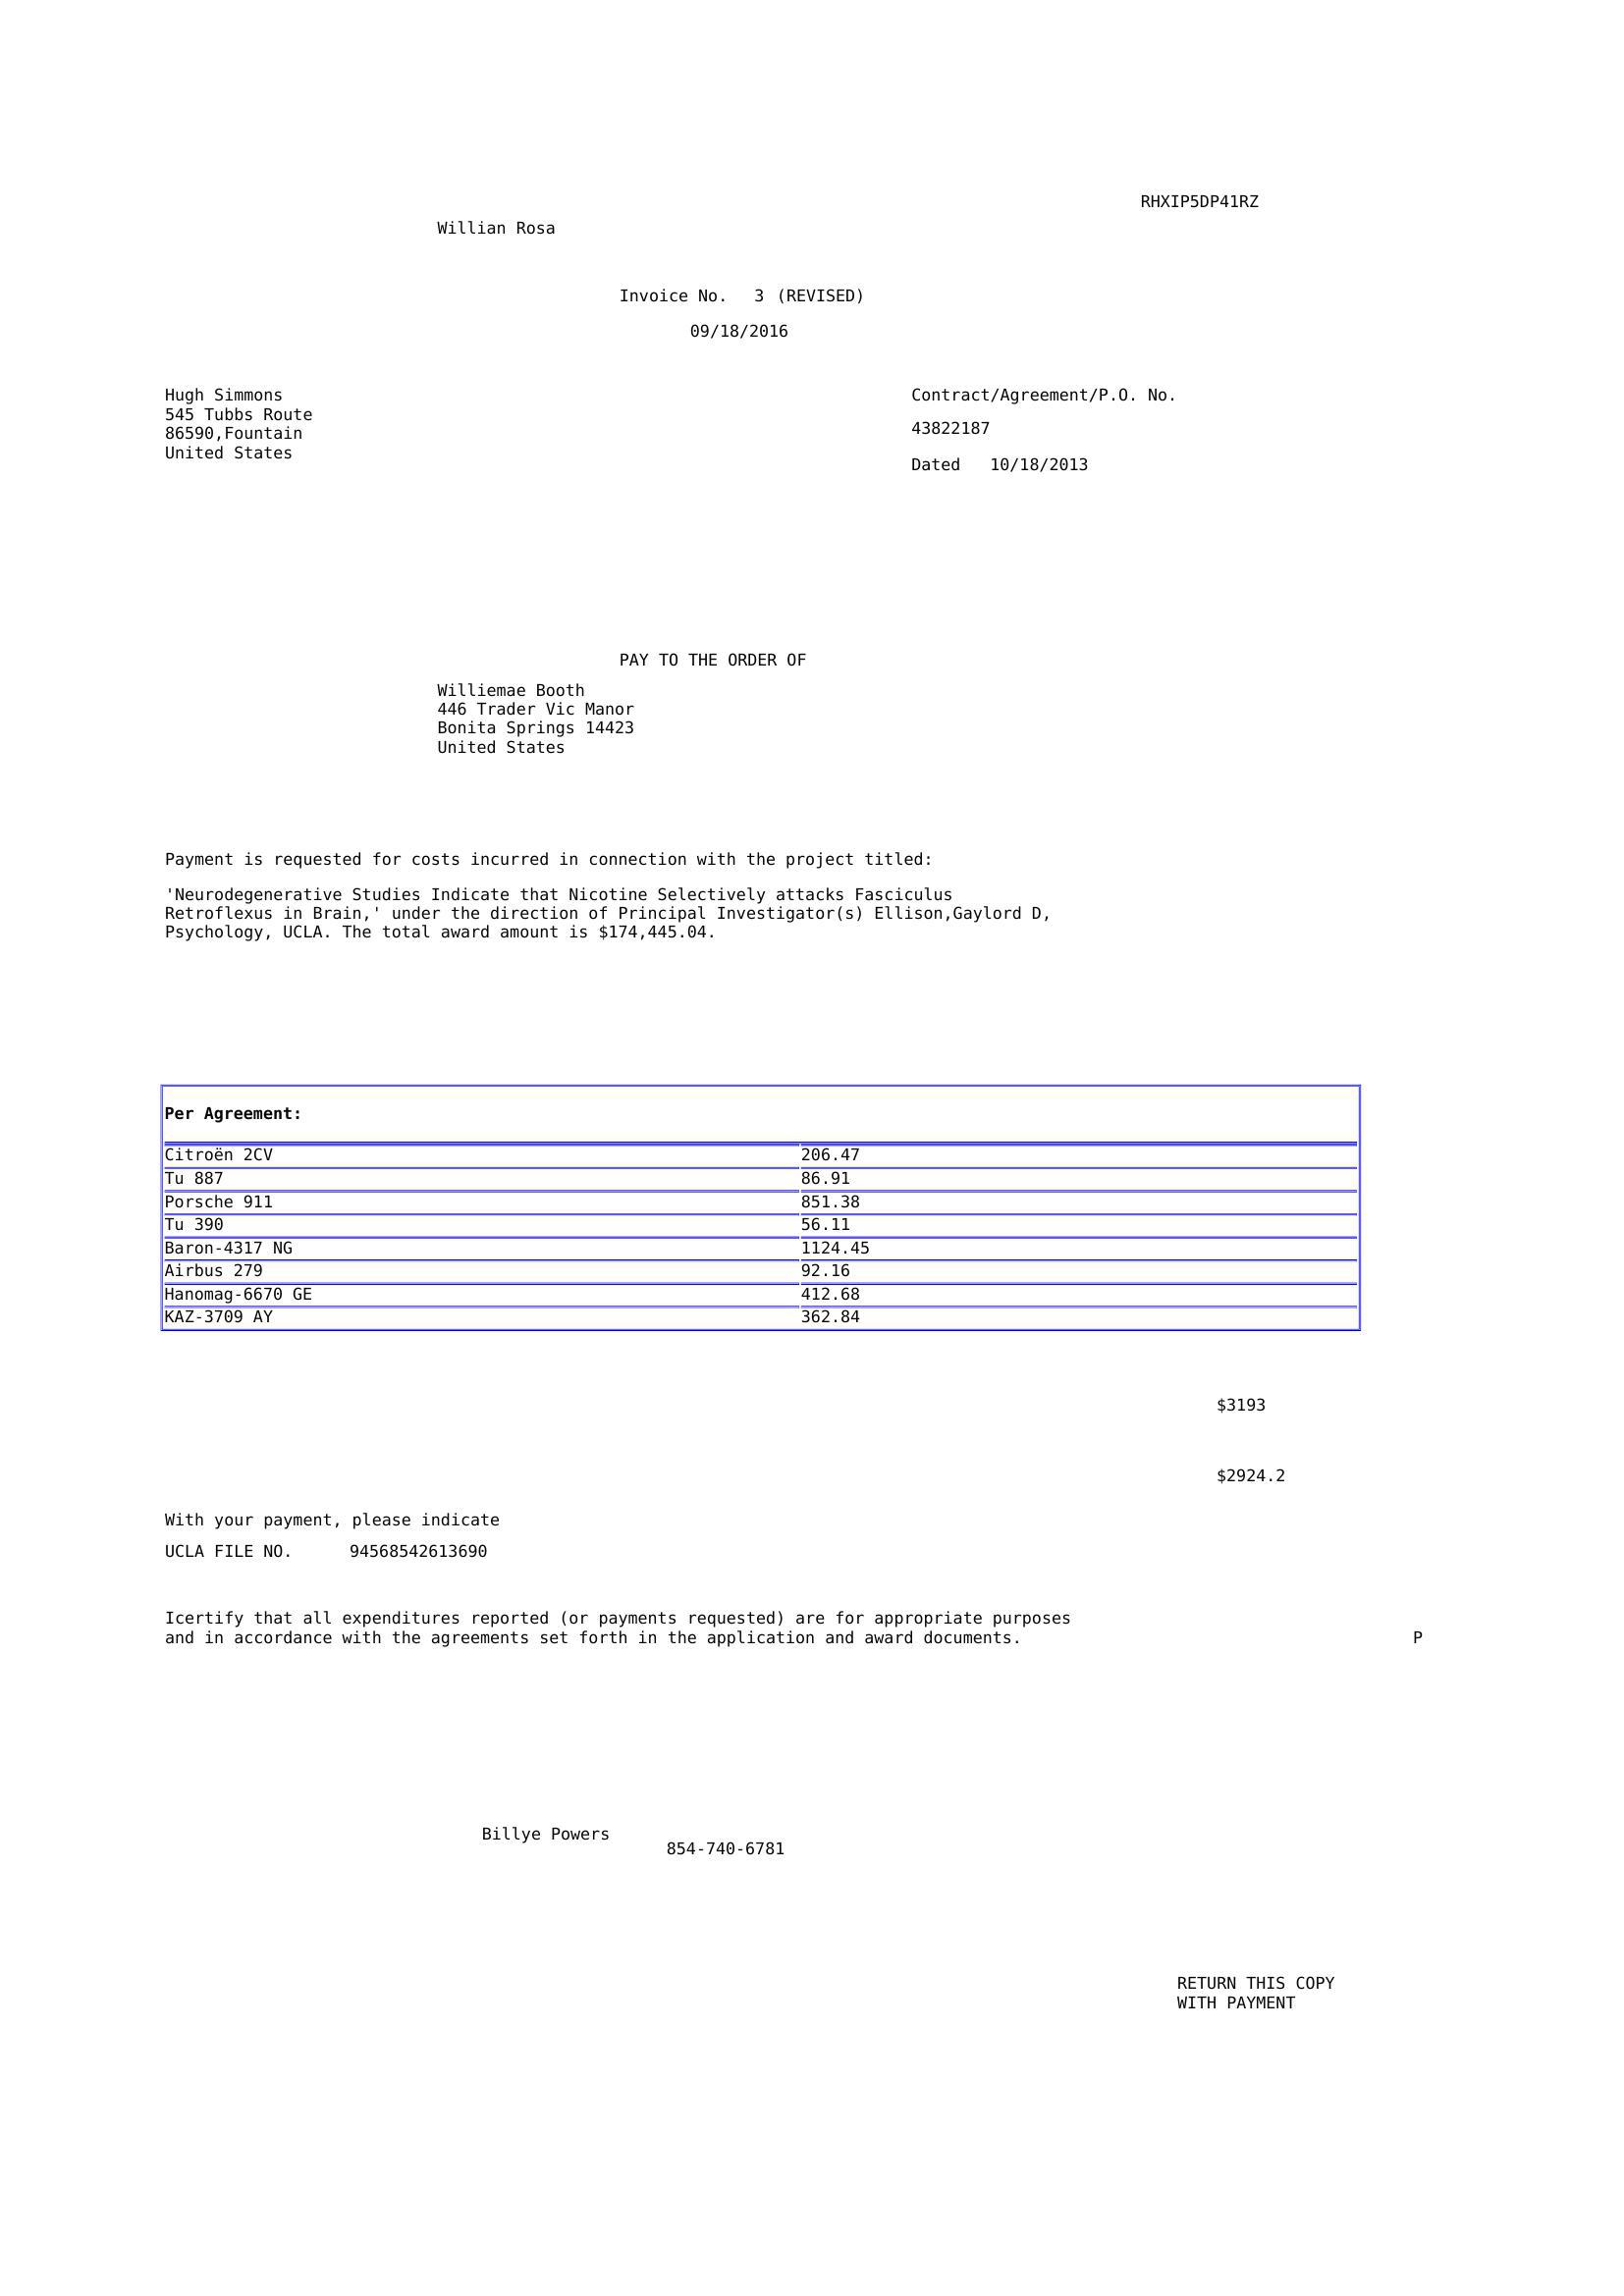 RHXIP5DP41RZ
Willian Rosa
Invoice No. 3 (REVISED)
09/18/2016
Hugh Simmons
545 Tubbs Route
86590,Fountain
United States
Contract/Agreement/P.O. No.
43822187
Dated 10/18/2013
PAY TO THE ORDER OF
Williemae Booth
446 Trader Vic Manor
Bonita Springs 14423
United States
Payment is requested for costs incurred in connection with the project titled:
'Neurodegenerative Studies Indicate that Nicotine Selectively attacks Fasciculus
Retroflexus in Brain,' under the direction of Principal Investigator(s) Ellison,Gaylord D,
Psychology, UCLA. The total award amount is $174,445.04.
Per Agreement:
Citroën 2CV 206.47
Tu 887 86.91
Porsche 911 851.38
Tu 390 56.11
Baron-4317 NG 1124.45
Airbus 279 92.16
Hanomag-6670 GE 412.68
KAZ-3709 AY 362.84
$3193
$2924.2
With your payment, please indicate
UCLA FILE NO. 94568542613690
Icertify that all expenditures reported (or payments requested) are for appropriate purposes
and in accordance with the agreements set forth in the application and award documents. P
Billye Powers
854-740-6781
RETURN THIS COPY
WITH PAYMENT